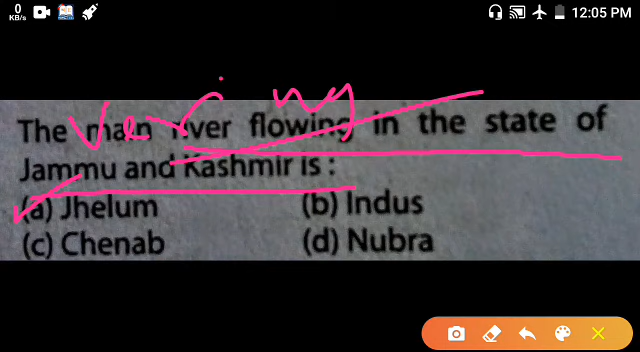 0
KB/s
12:05 PM
Vering
The main river flowing in the state of
Jammu and Kashmir is :
(a) Jhelum (b) Indus
(c) Chenab (d) Nubra